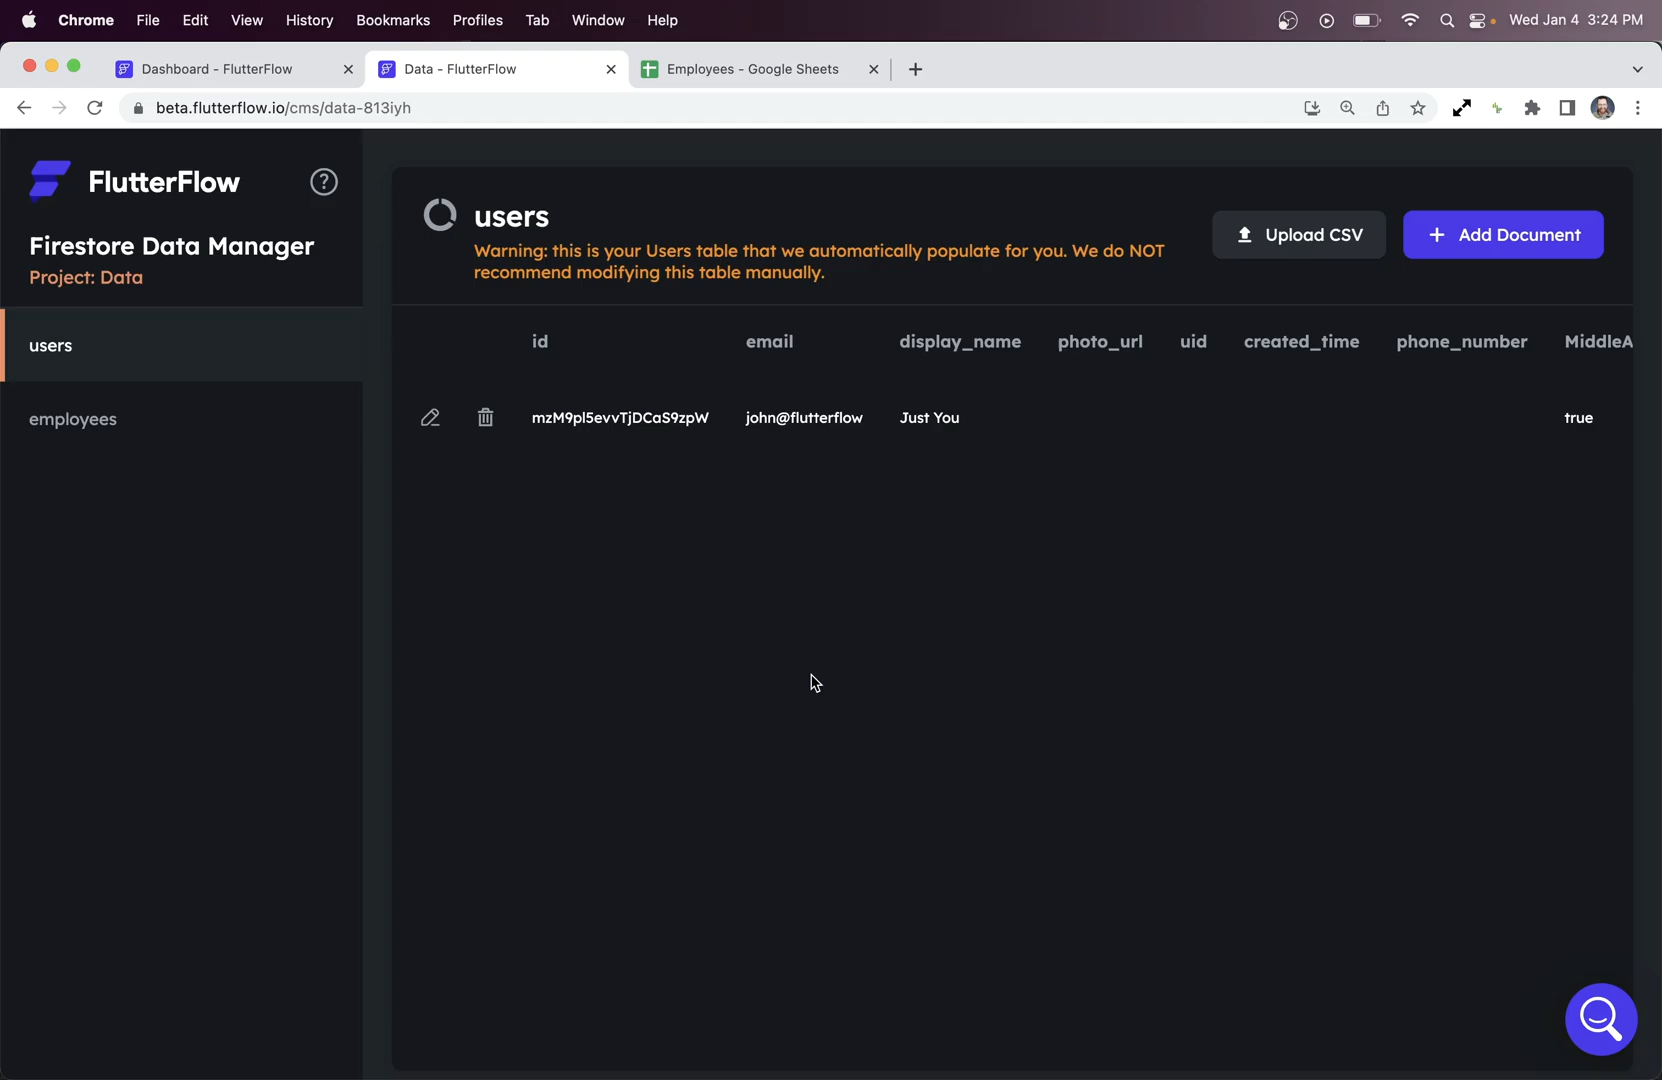 Chrome File Edit View History Bookmarks Profiles Tab Window Help Wed Jan 4 3:24 PM
Dashboard - FlutterFlow Data - FlutterFlow Employees - Google Sheets
beta.flutterflow.io/cms/data-813iyh
FlutterFlow
Firestore Data Manager
Project: Data
users
employees
users
Warning: this is your Users table that we automatically populate for you. We do NOT
recommend modifying this table manually.
Upload CSV
+ Add Document
id email display_name photo_url uid created_time phone_number MiddleA
mzM9pl5evvTjDCaS9zpW john@flutterflow Just You true